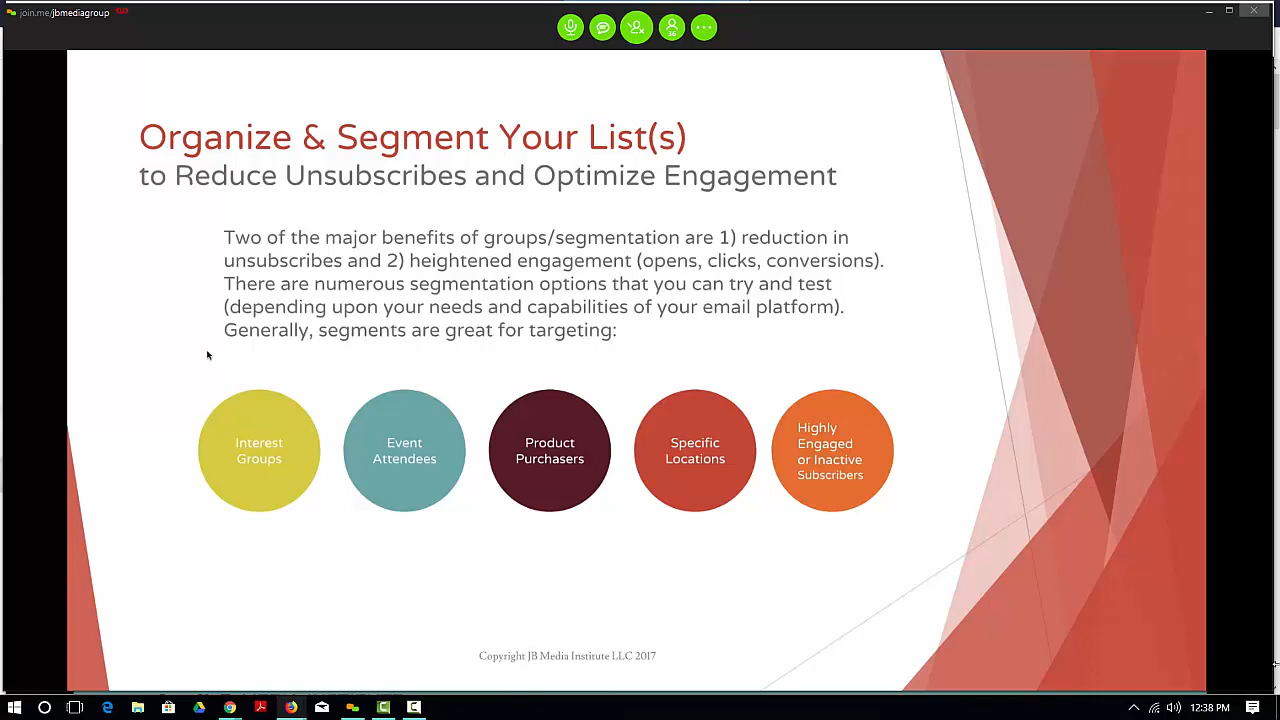 join.me/jbmediagroup
36
Organize & Segment Your List(s)
to Reduce Unsubscribes and Optimize Engagement
Two of the major benefits of groups/segmentation are 1) reduction in
unsubscribes and 2) heightened engagement (opens, clicks, conversions).
There are numerous segmentation options that you can try and test
(depending upon your needs and capabilities of your email platform).
Generally, segments are great for targeting:
Interest
Groups
Event
Attendees
Product
Purchasers
Specific
Locations
Highly
Engaged
or Inactive
Subscribers
Copyright JB Media Institute LLC 2017
12:38 PM